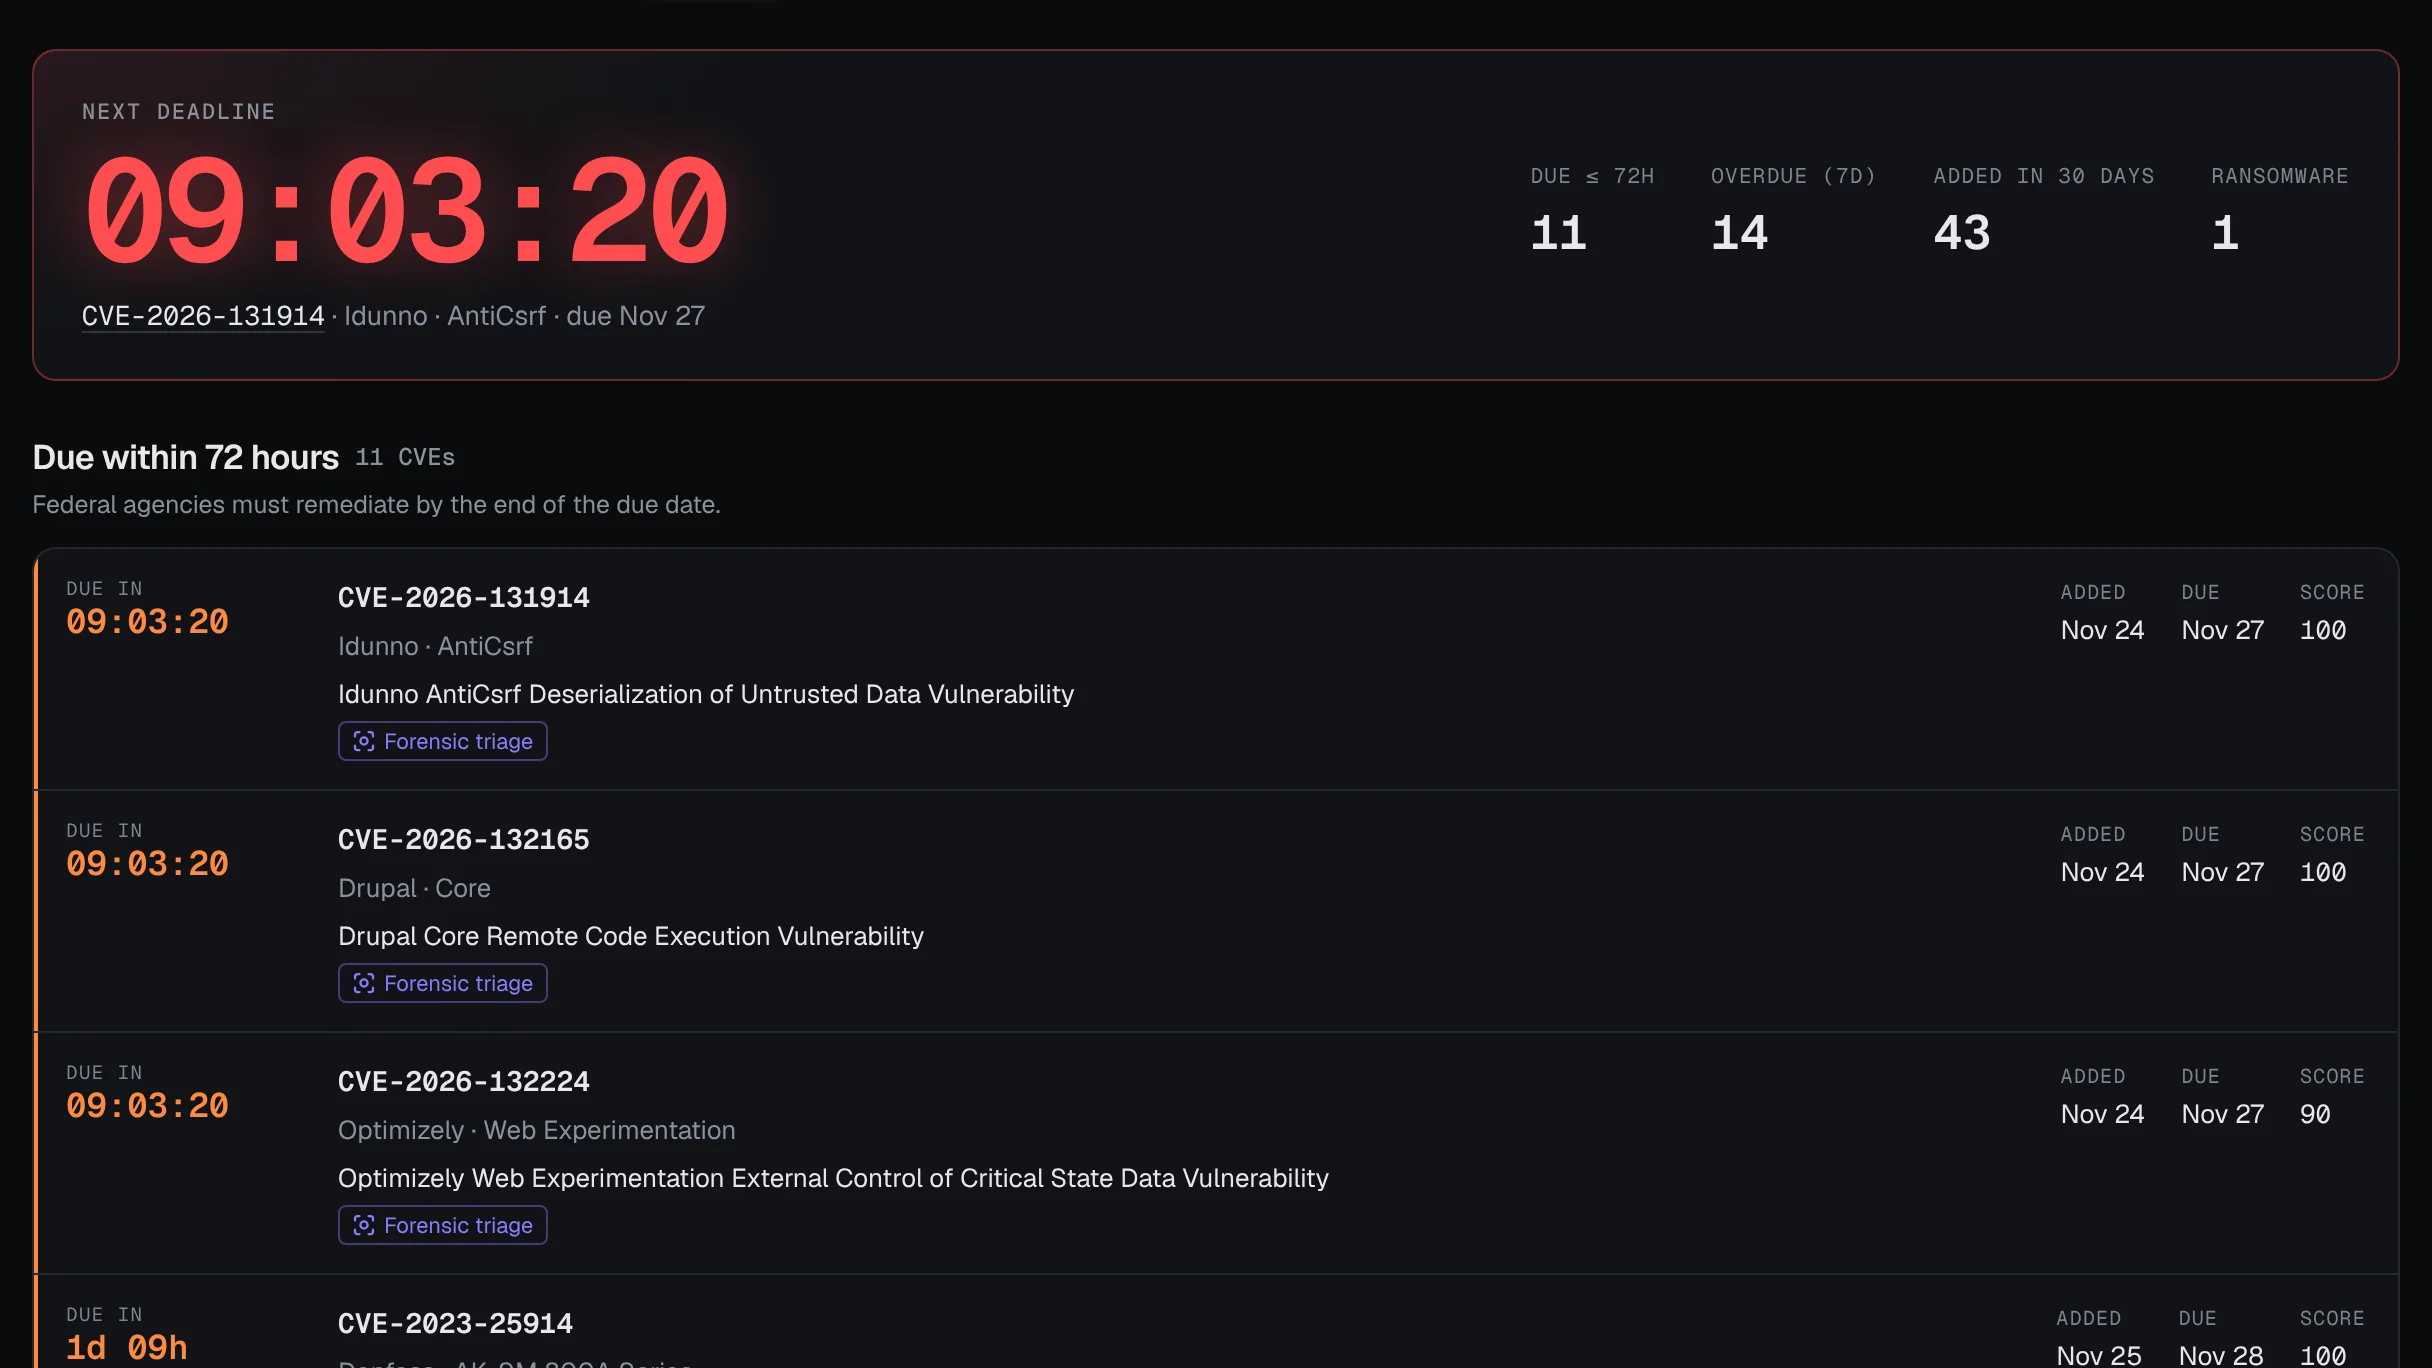 NEXT DEADLINE
09:03:20
CVE-2026-131914 · Idunno · AntiCsrf · due Nov 27
DUE ≤ 72H
11
OVERDUE (7D)
14
ADDED IN 30 DAYS
43
RANSOMWARE
1
Due within 72 hours 11 CVEs
Federal agencies must remediate by the end of the due date.
DUE IN
09:03:20
CVE-2026-131914
Idunno · AntiCsrf
Idunno AntiCsrf Deserialization of Untrusted Data Vulnerability
Forensic triage
ADDED DUE SCORE
Nov 24 Nov 27 100
DUE IN
09:03:20
CVE-2026-132165
Drupal · Core
Drupal Core Remote Code Execution Vulnerability
Forensic triage
ADDED DUE SCORE
Nov 24 Nov 27 100
DUE IN
09:03:20
CVE-2026-132224
Optimizely · Web Experimentation
Optimizely Web Experimentation External Control of Critical State Data Vulnerability
Forensic triage
ADDED DUE SCORE
Nov 24 Nov 27 90
DUE IN
1d 09h
CVE-2023-25914
ADDED DUE SCORE
Nov 25 Nov 28 100